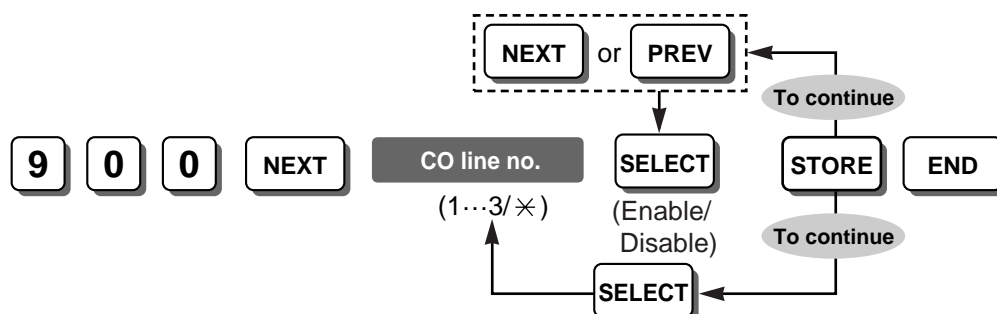 NEXT or PREV
To continue
9 0 0 NEXT CO line no. SELECT STORE END
(1···3/✳)
(Enable/
Disable)
To continue
SELECT